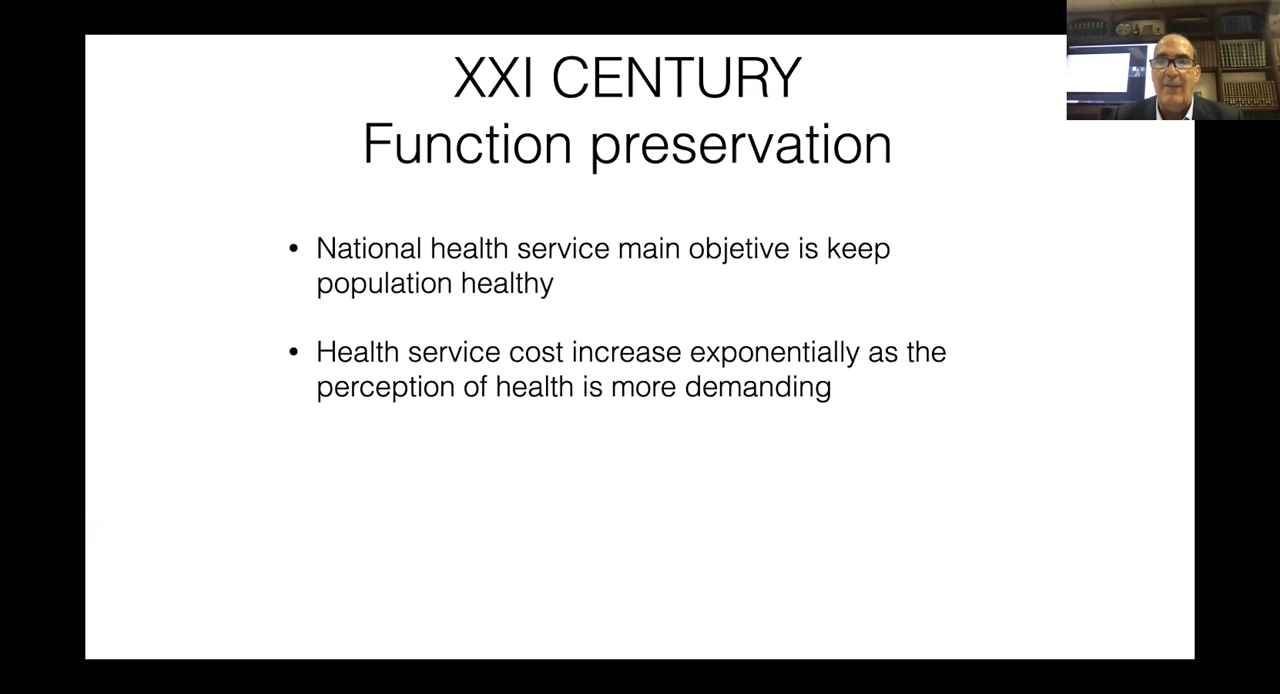 XXI CENTURY
Function preservation
• National health service main objetive is keep
population healthy
• Health service cost increase exponentially as the
perception of health is more demanding